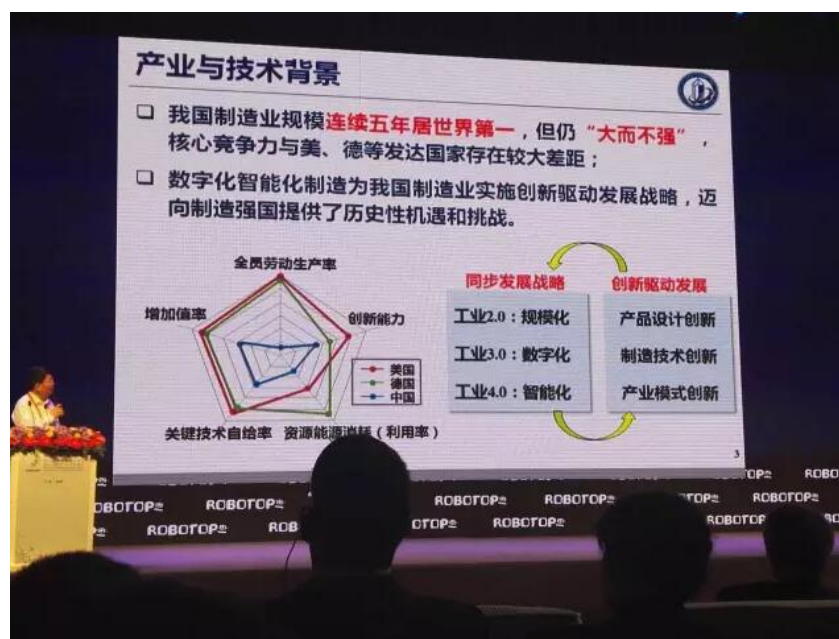 产业与技术背景
我国制造业规模连续五年居世界第一，但仍“大而不强”，
核心竞争力与美、德等发达国家存在较大差距；
数字化智能化制造为我国制造业实施创新驱动发展战略，迈
向制造强国提供了历史性机遇和挑战。
全员劳动生产率
增加值率
创新能力
美国
德国
中国
关键技术自给率
资源能源消耗（利用率）
同步发展战略
工业2.0：规模化
工业3.0：数字化
工业4.0：智能化
创新驱动发展
产品设计创新
制造技术创新
产业模式创新
3
ROBOTOP
ROBOTOP
ROBOTOP
ROBOTOP
ROBOTOP
ROBOTOP
ROBOTOP